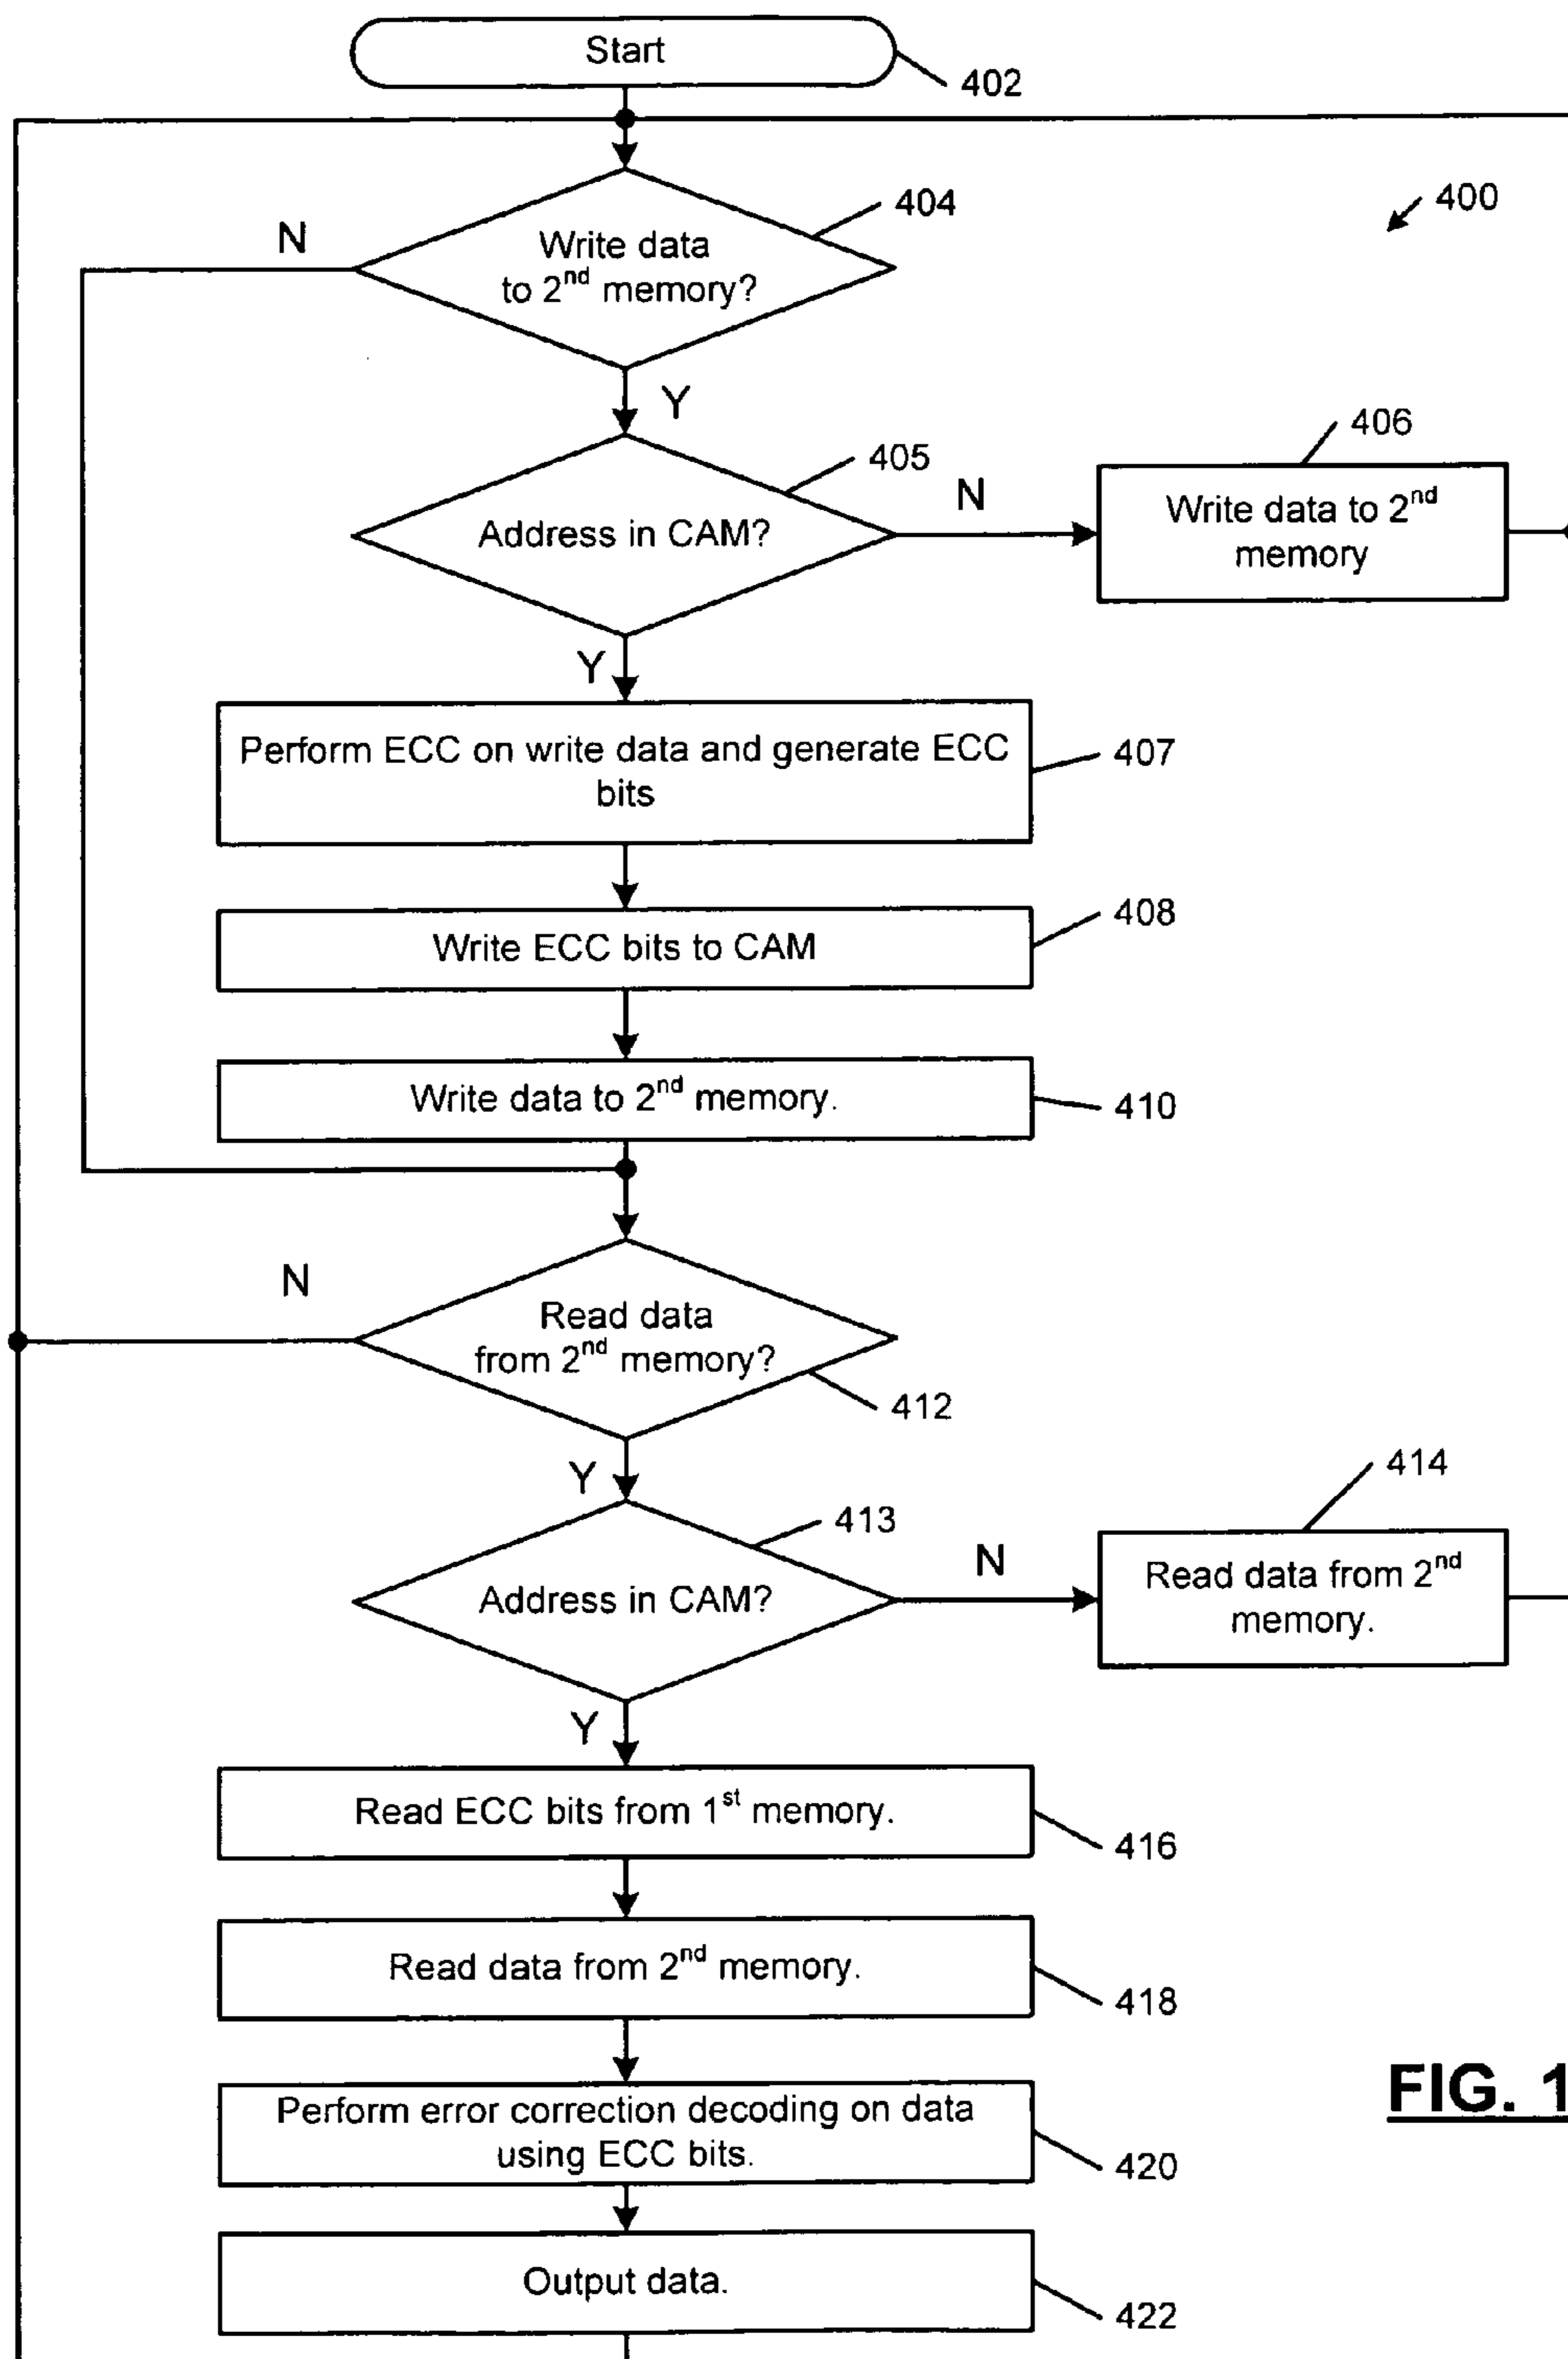 Start
402
400
404
N
Write data
to 2nd memory?
Y
406
405
N
Write data to 2nd
memory
Address in CAM?
Y
Perform ECC on write data and generate ECC
bits
407
408
Write ECC bits to CAM
Write data to 2nd memory.
410
N
Read data
from 2nd memory?
412
Y
414
413
N
Read data from 2nd
memory.
Address in CAM?
Y
Read ECC bits from 1st memory.
416
Read data from 2nd memory.
418
FIG. 1
Perform error correction decoding on data
using ECC bits.
420
Output data.
422